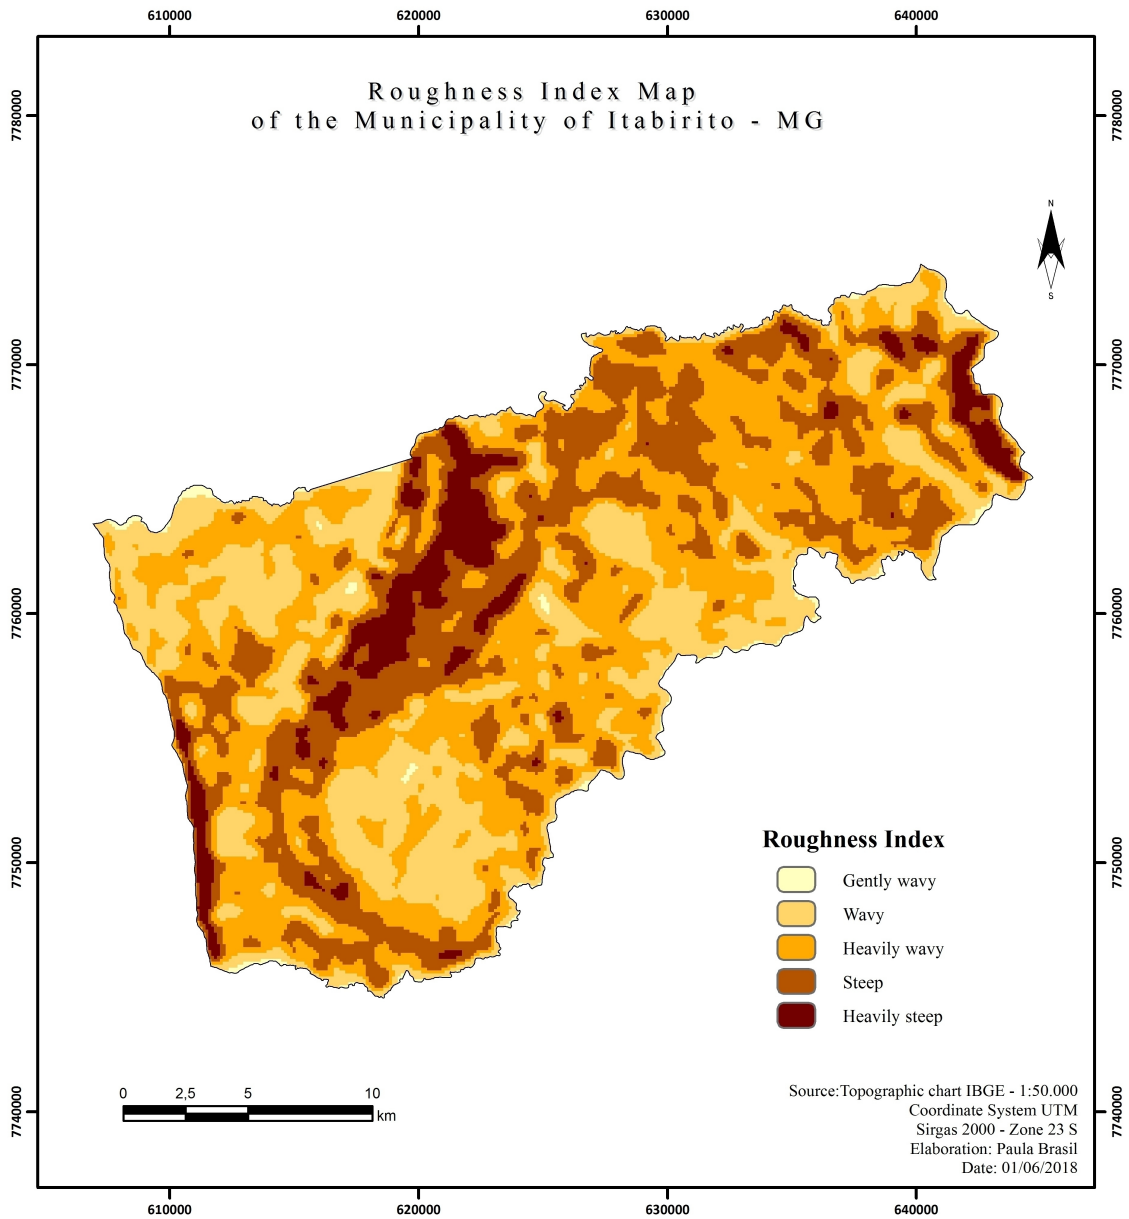 610000 620000 630000 640000
Roughness Index Map
of the Municipality of Itabirito - MG
7780000 7780000
N
S
7770000 7770000
7760000 7760000
Roughness Index
7750000 7750000
Gently wavy
Wavy
Heavily wavy
Steep
Heavily steep
0 2,5 5 10
km
Source:Topographic chart IBGE - 1:50.000
Coordinate System UTM
Sirgas 2000 - Zone 23 S
Elaboration: Paula Brasil
Date: 01/06/2018
7740000 7740000
610000 620000 630000 640000